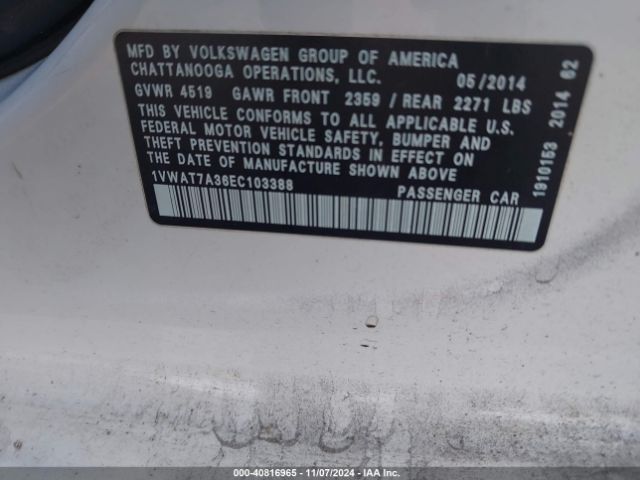 MFD BY VOLKSWAGEN GROUP OF AMERICA
CHATTANOOGA OPERATIONS, LLC. 05/2014
GVWR 4519 GAWR FRONT 2359 / REAR 2271 LBS
THIS VEHICLE CONFORMS TO ALL APPLICABLE U.S.
FEDERAL MOTOR VEHICLE SAFETY, BUMPER AND
THEFT PREVENTION STANDARDS IN EFFECT ON
THE DATE OF MANUFACTURE SHOWN ABOVE
1VWAT7A36EC103388 PASSENGER CAR
1910153 2014 62
000-40816965 - 11/07/2024 - IAA Inc.